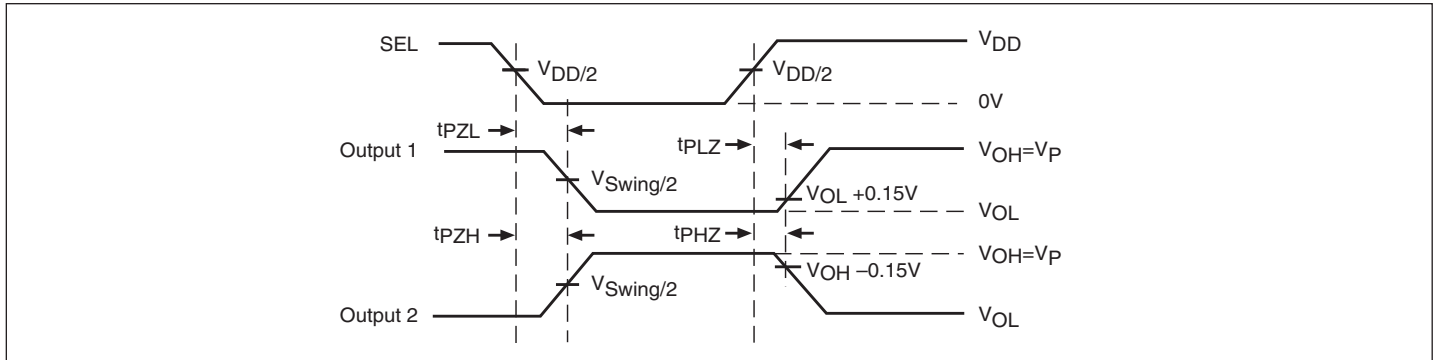 SEL
VDD/2
VDD/2
VDD
0V
tPZL
tPLZ
Output 1
VSwing/2
VOH=VP
VOL +0.15V
VOL
tPZH
tPHZ
VOH=VP
VOH –0.15V
VSwing/2
Output 2
VOL